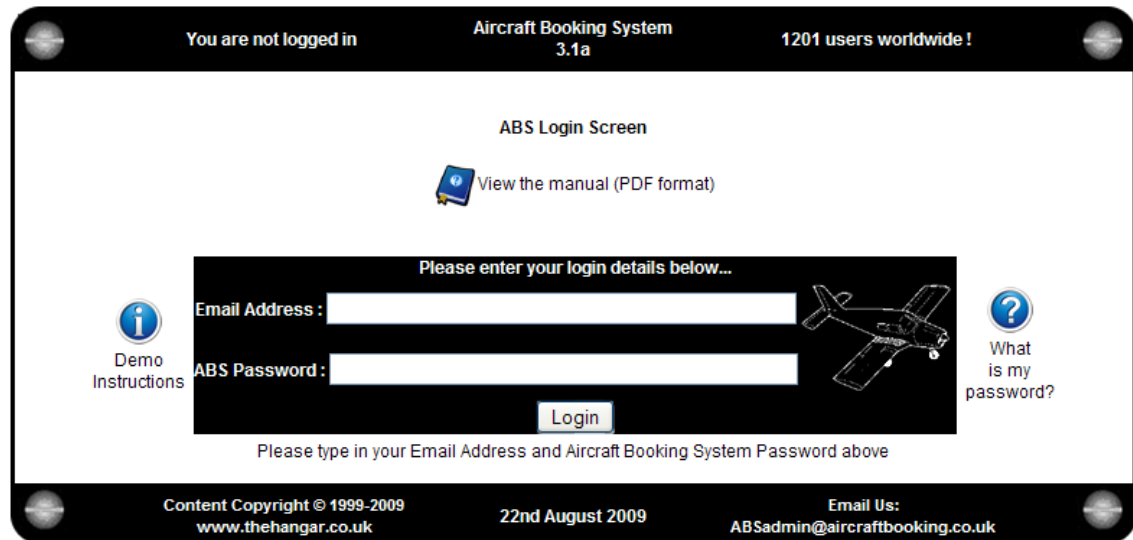 You are not logged in
Aircraft Booking System
3.1a
1201 users worldwide !
ABS Login Screen
View the manual (PDF format)
Please enter your login details below...
Email Address :
ABS Password :
Login
Demo
Instructions
What
is my
password?
Please type in your Email Address and Aircraft Booking System Password above
Content Copyright © 1999-2009
www.thehangar.co.uk
22nd August 2009
Email Us:
ABSadmin@aircraftbooking.co.uk